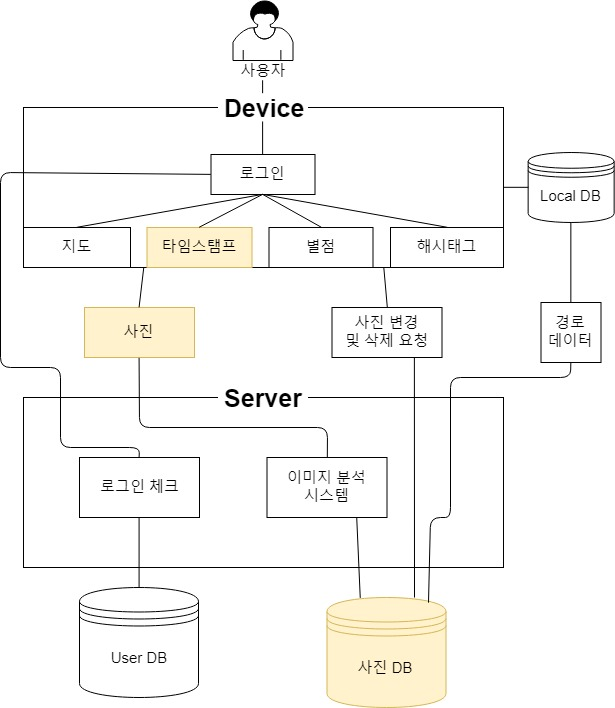 사용자
Device
로그인
Local DB
지도
타임스탬프
별점
해시태그
사진
사진 변경
및 삭제 요청
경로
데이터
Server
로그인 체크
이미지 분석
시스템
User DB
사진 DB